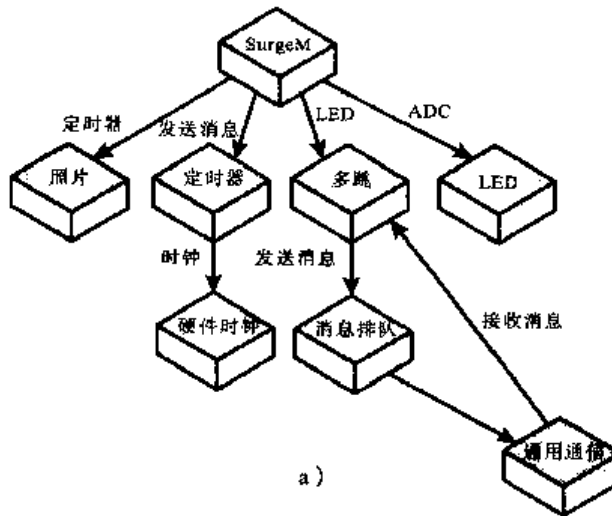 SurgeM
定时器
发送消息
LED
ADC
照片
定时器
多跳
LED
时钟
发送消息
硬件时钟
消息排队
接收消息
通用通信
a)